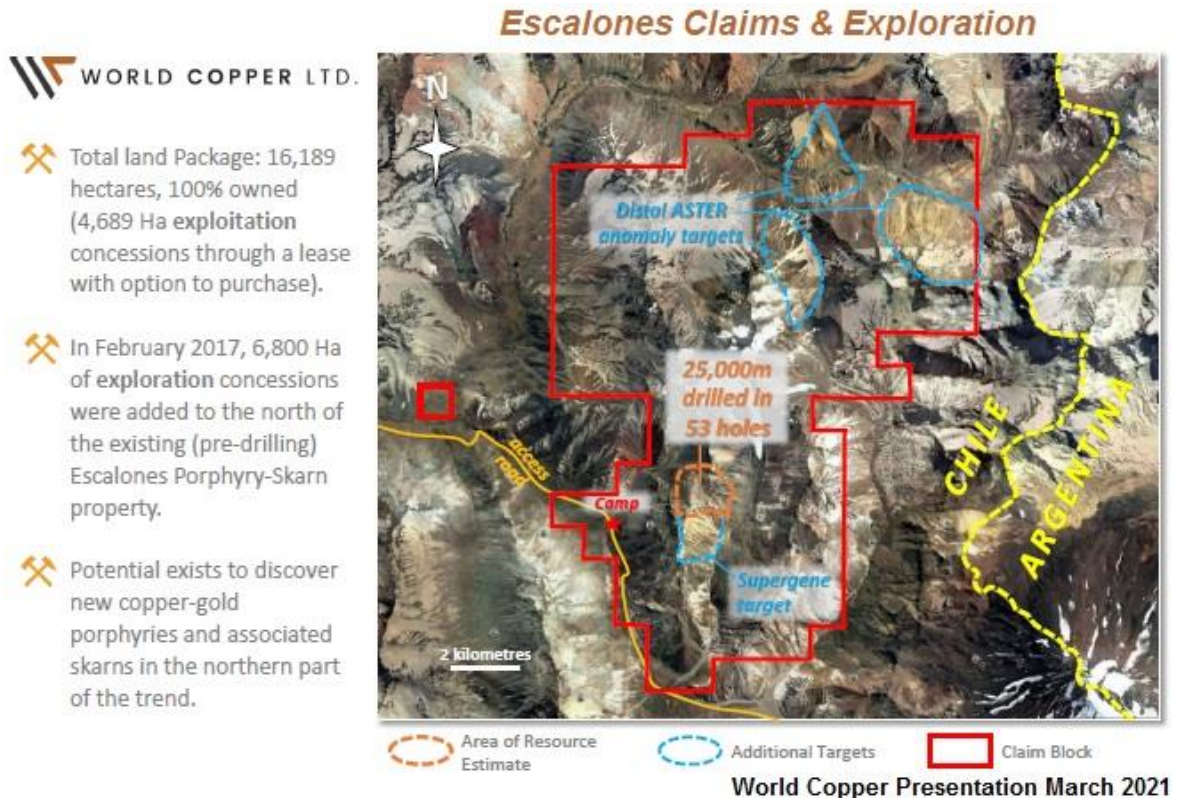 Escalones Claims & Exploration
WORLD COPPER LTD.
Total land Package: 16,189
hectares, 100% owned
(4,689 Ha exploitation
concessions through a lease
with option to purchase).
In February 2017, 6,800 Ha
of exploration concessions
were added to the north of
the existing (pre-drilling)
Escalones Porphyry-Skarn
property.
Potential exists to discover
new copper-gold
porphyries and associated
skarns in the northern part
of the trend.
N
Distal ASTER
anomaly targets
25,000m
drilled in
53 holes
access
road
Camp
Supergene
target
CHILE
ARGENTINA
2 kilometres
Area of Resource
Estimate
Additional Targets
Claim Block
World Copper Presentation March 2021